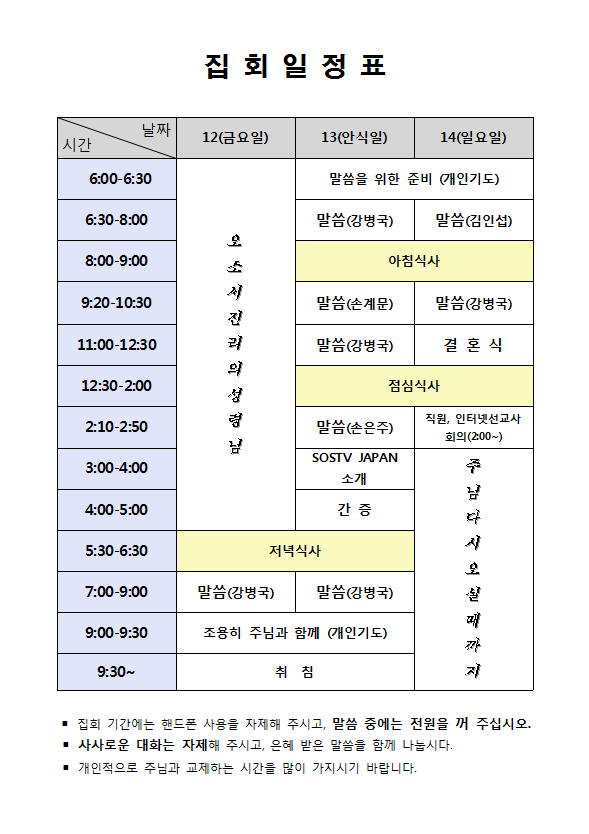 집 회 일 정 표
날짜
시간
12(금요일) 13(안식일) 14(일요일)
6:00-6:30 말씀을 위한 준비 (개인기도)
6:30-8:00 말씀(강병국) 말씀(김인섭)
8:00-9:00 아침식사
9:20-10:30 말씀(손계문) 말씀(강병국)
11:00-12:30 말씀(강병국) 결 혼 식
12:30-2:00 점심식사
2:10-2:50 말씀(손은주) 직원, 인터넷선교사
회의(2:00~)
3:00-4:00 SOSTV JAPAN
소개
4:00-5:00 간 증
오소서진리의성령님
5:30-6:30 저녁식사
7:00-9:00 말씀(강병국) 말씀(강병국)
9:00-9:30 조용히 주님과 함께 (개인기도)
9:30~ 취 침
주님다시오실때까지
▪ 집회 기간에는 핸드폰 사용을 자제해 주시고, 말씀 중에는 전원을 꺼 주십시오.
▪ 사사로운 대화는 자제해 주시고, 은혜 받은 말씀을 함께 나눕시다.
▪ 개인적으로 주님과 교제하는 시간을 많이 가지시기 바랍니다.